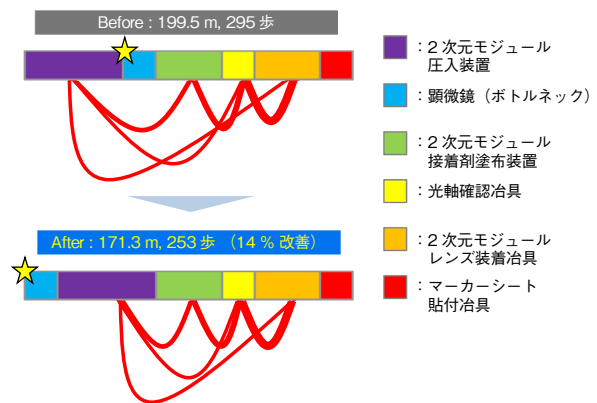 Before : 199.5 m, 295 歩
After : 171.3 m, 253 歩 （14 % 改善）
：2 次元モジュール
圧入装置
：顕微鏡（ボトルネック）
：2 次元モジュール
接着剤塗布装置
：光軸確認冶具
：2 次元モジュール
レンズ装着冶具
：マーカーシート
貼付冶具